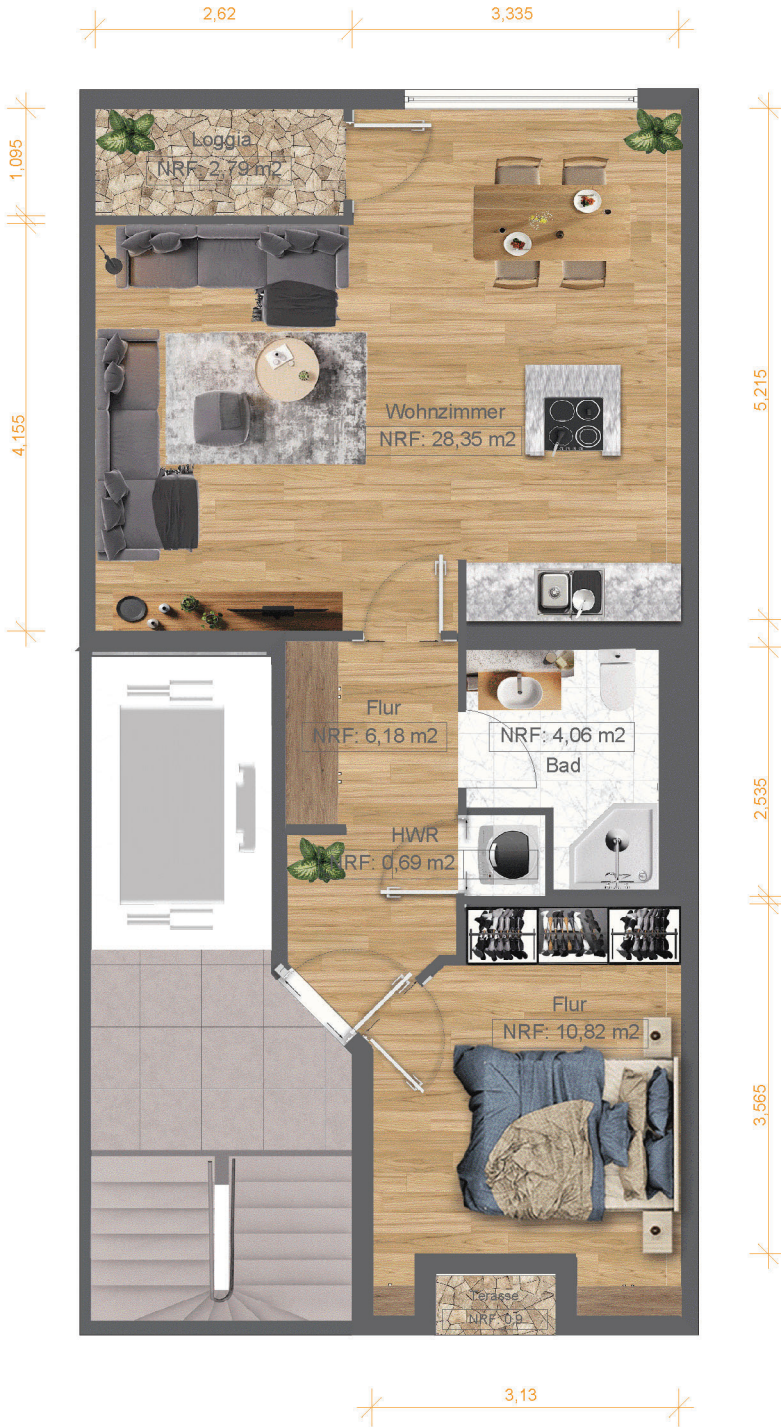 2,62
3,335
1,095
Loggia
NRF: 2,79 m2
5,215
4,155
Wohnzimmer
NRF: 28,35 m2
Flur
NRF: 6,18 m2
NRF: 4,06 m2
Bad
2,535
HWR
NRF: 0,69 m2
Flur
NRF: 10,82 m2
3,565
Terasse
NRF: 0,9
3,13